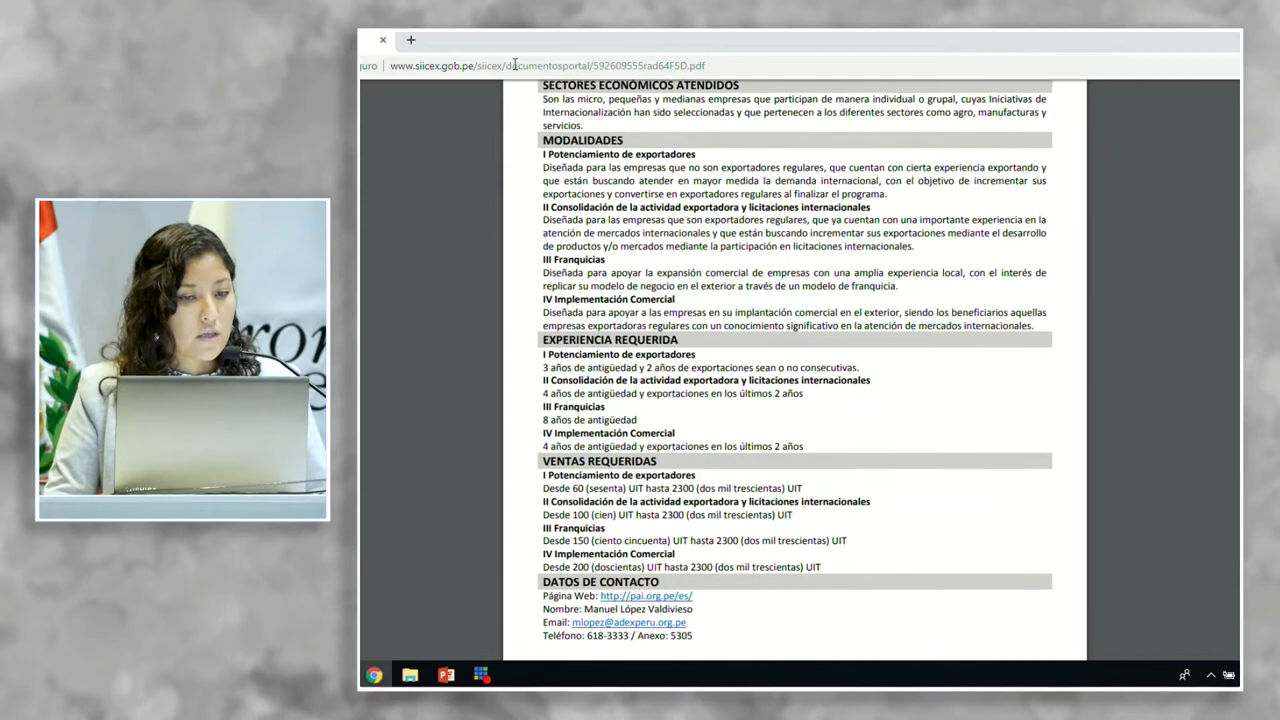 uro | www.siicex.gob.pe/siicex/documentosportal/592609555rad64F5D.pdf
SECTORES ECONÓMICOS ATENDIDOS
Son las micro, pequeñas y medianas empresas que participan de manera individual o grupal, cuyas Iniciativas de
Internacionalización han sido seleccionadas y que pertenecen a los diferentes sectores como agro, manufacturas y
servicios.
MODALIDADES
I Potenciamiento de exportadores
Diseñada para las empresas que no son exportadores regulares, que cuentan con cierta experiencia exportando y
que están buscando atender en mayor medida la demanda internacional, con el objetivo de incrementar sus
exportaciones y convertirse en exportadores regulares al finalizar el programa.
II Consolidación de la actividad exportadora y licitaciones internacionales
Diseñada para las empresas que son exportadores regulares, que ya cuentan con una importante experiencia en la
atención de mercados internacionales y que están buscando incrementar sus exportaciones mediante el desarrollo
de productos y/o mercados mediante la participación en licitaciones internacionales.
III Franquicias
Diseñada para apoyar la expansión comercial de empresas con una amplia experiencia local, con el interés de
replicar su modelo de negocio en el exterior a través de un modelo de franquicia.
IV Implementación Comercial
Diseñada para apoyar a las empresas en su implantación comercial en el exterior, siendo los beneficiarios aquellas
empresas exportadoras regulares con un conocimiento significativo en la atención de mercados internacionales.
EXPERIENCIA REQUERIDA
I Potenciamiento de exportadores
3 años de antigüedad y 2 años de exportaciones sean o no consecutivas.
II Consolidación de la actividad exportadora y licitaciones internacionales
4 años de antigüedad y exportaciones en los últimos 2 años
III Franquicias
8 años de antigüedad
IV Implementación Comercial
4 años de antigüedad y exportaciones en los últimos 2 años
VENTAS REQUERIDAS
I Potenciamiento de exportadores
Desde 60 (sesenta) UIT hasta 2300 (dos mil trescientas) UIT
II Consolidación de la actividad exportadora y licitaciones internacionales
Desde 100 (cien) UIT hasta 2300 (dos mil trescientas) UIT
III Franquicias
Desde 150 (ciento cincuenta) UIT hasta 2300 (dos mil trescientas) UIT
IV Implementación Comercial
Desde 200 (doscientas) UIT hasta 2300 (dos mil trescientas) UIT
DATOS DE CONTACTO
Página Web: http://pai.org.pe/es/
Nombre: Manuel López Valdivieso
Email: mlopez@adexperu.org.pe
Teléfono: 618-3333 / Anexo: 5305